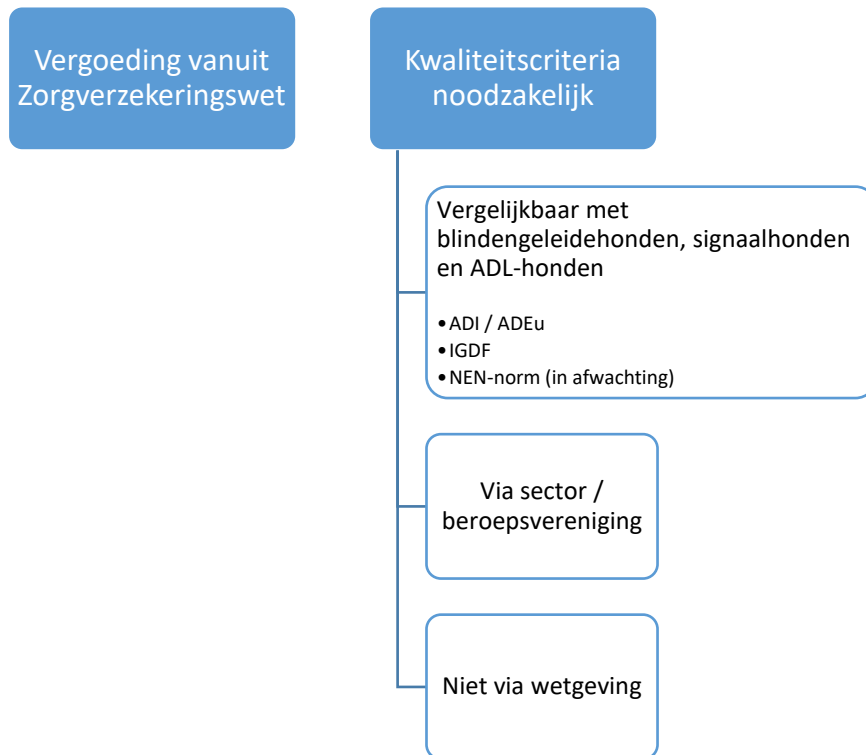 Vergoeding vanuit
Zorgverzekeringswet
Kwaliteitscriteria
noodzakelijk
Vergelijkbaar met
blindengeleidehonden, signaalhonden
en ADL-honden
•ADI / ADEu
•IGDF
•NEN-norm (in afwachting)
Via sector /
beroepsvereniging
Niet via wetgeving